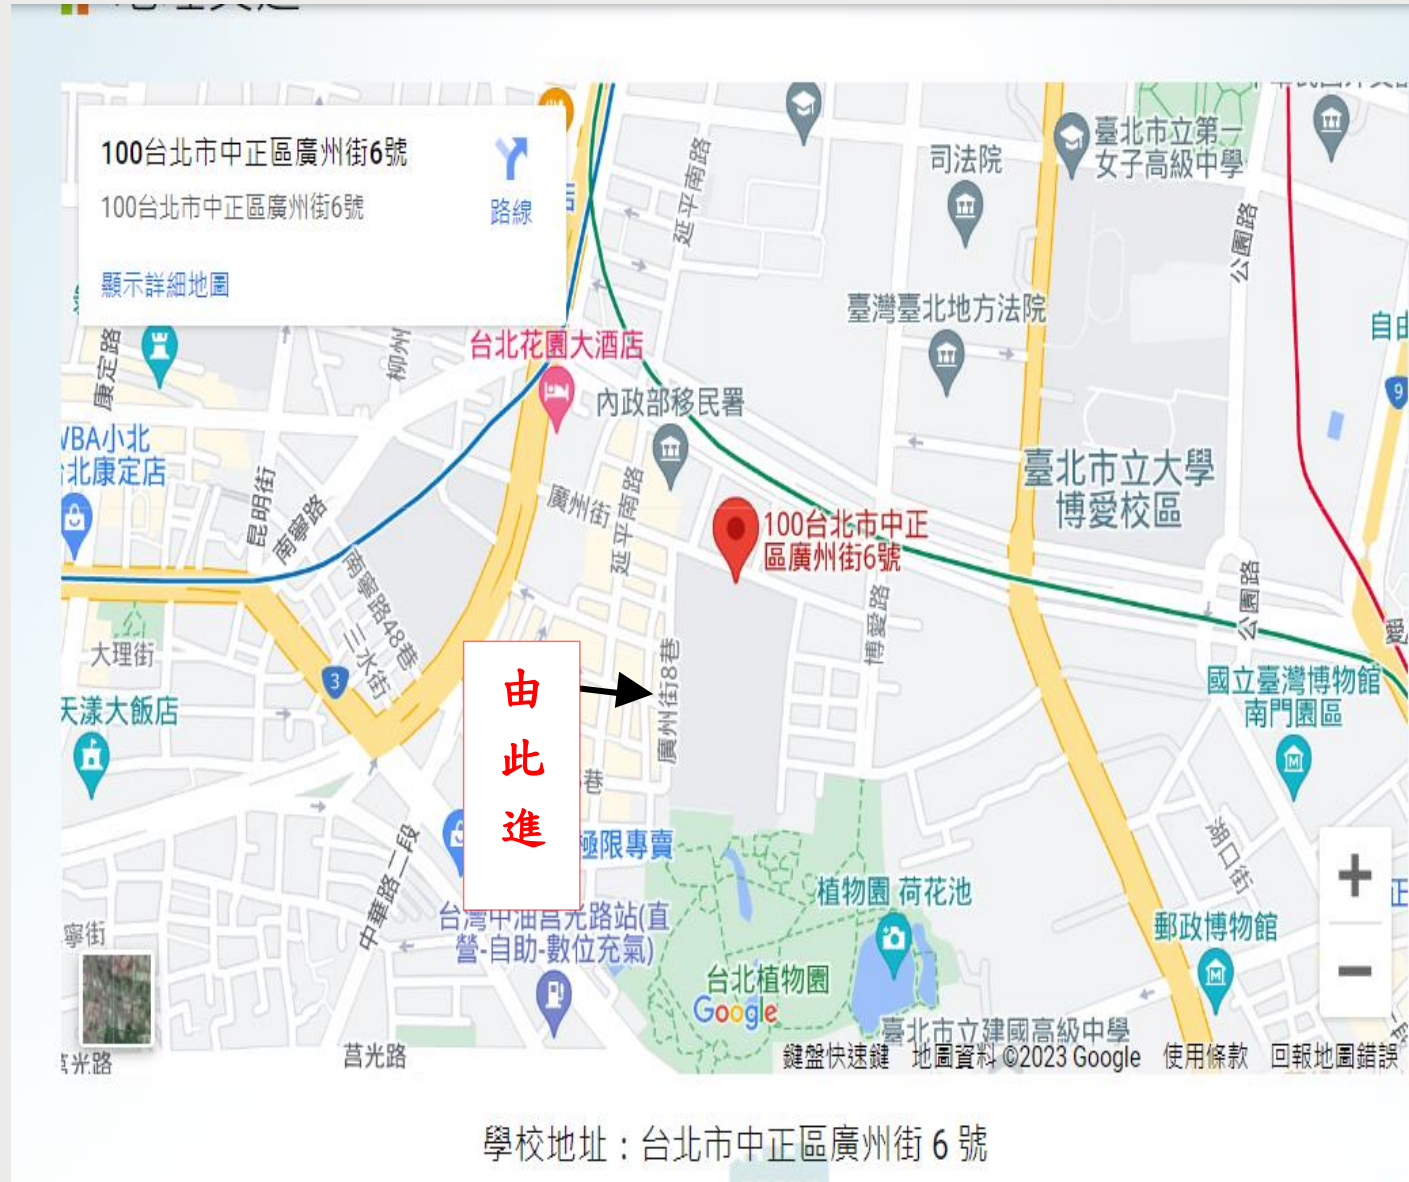 100台北市中正區廣州街6號
100台北市中正區廣州街6號
路線
顯示詳細地圖
延平南路
司法院
臺北市立第一
女子高級中學
公園路
臺灣臺北地方法院
康定路
柳州
台北花園大酒店
內政部移民署
9
北康定店
昆明街
南寧路
廣州街
延平南路
臺北市立大學
博愛校區
100台北市中正
區廣州街6號
南寧路48巷
三水街
博愛路
公園路
大理街
3
由
此
進
廣州街8巷
國立臺灣博物館
南門園區
天漾大飯店
巷
極限專賣
中華路二段
湖口街
植物園 荷花池
台灣中油莒光路站(直
營-自助-數位充氣)
郵政博物館
寧街
台北植物園
Google
臺北市立建國高級中學
莒光路
莒光路
鍵盤快速鍵
地圖資料 ©2023 Google
使用條款
回報地圖錯誤
學校地址：台北市中正區廣州街 6 號